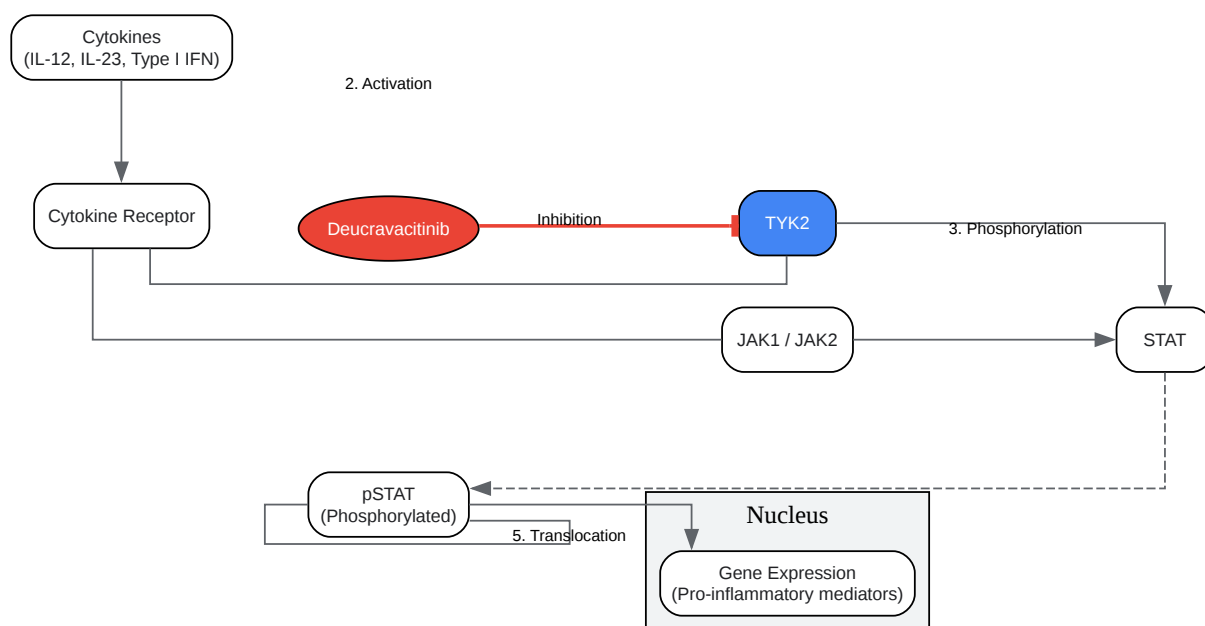 Cytokines
(IL-12, IL-23, Type I IFN)
2. Activation
Cytokine Receptor
Deucravacitinib
Inhibition
TYK2
3. Phosphorylation
JAK1 / JAK2
STAT
pSTAT
(Phosphorylated)
5. Translocation
Nucleus
Gene Expression
(Pro-inflammatory mediators)